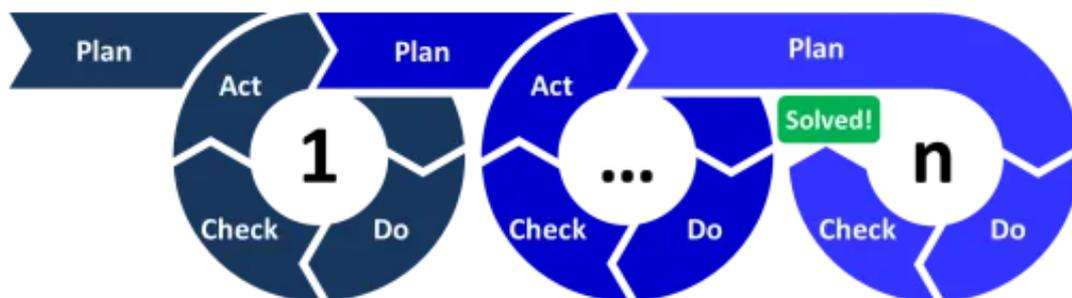 Plan
Act
1
Do
Check
Plan
Act
...
Do
Check
Plan
Solved!
n
Do
Check